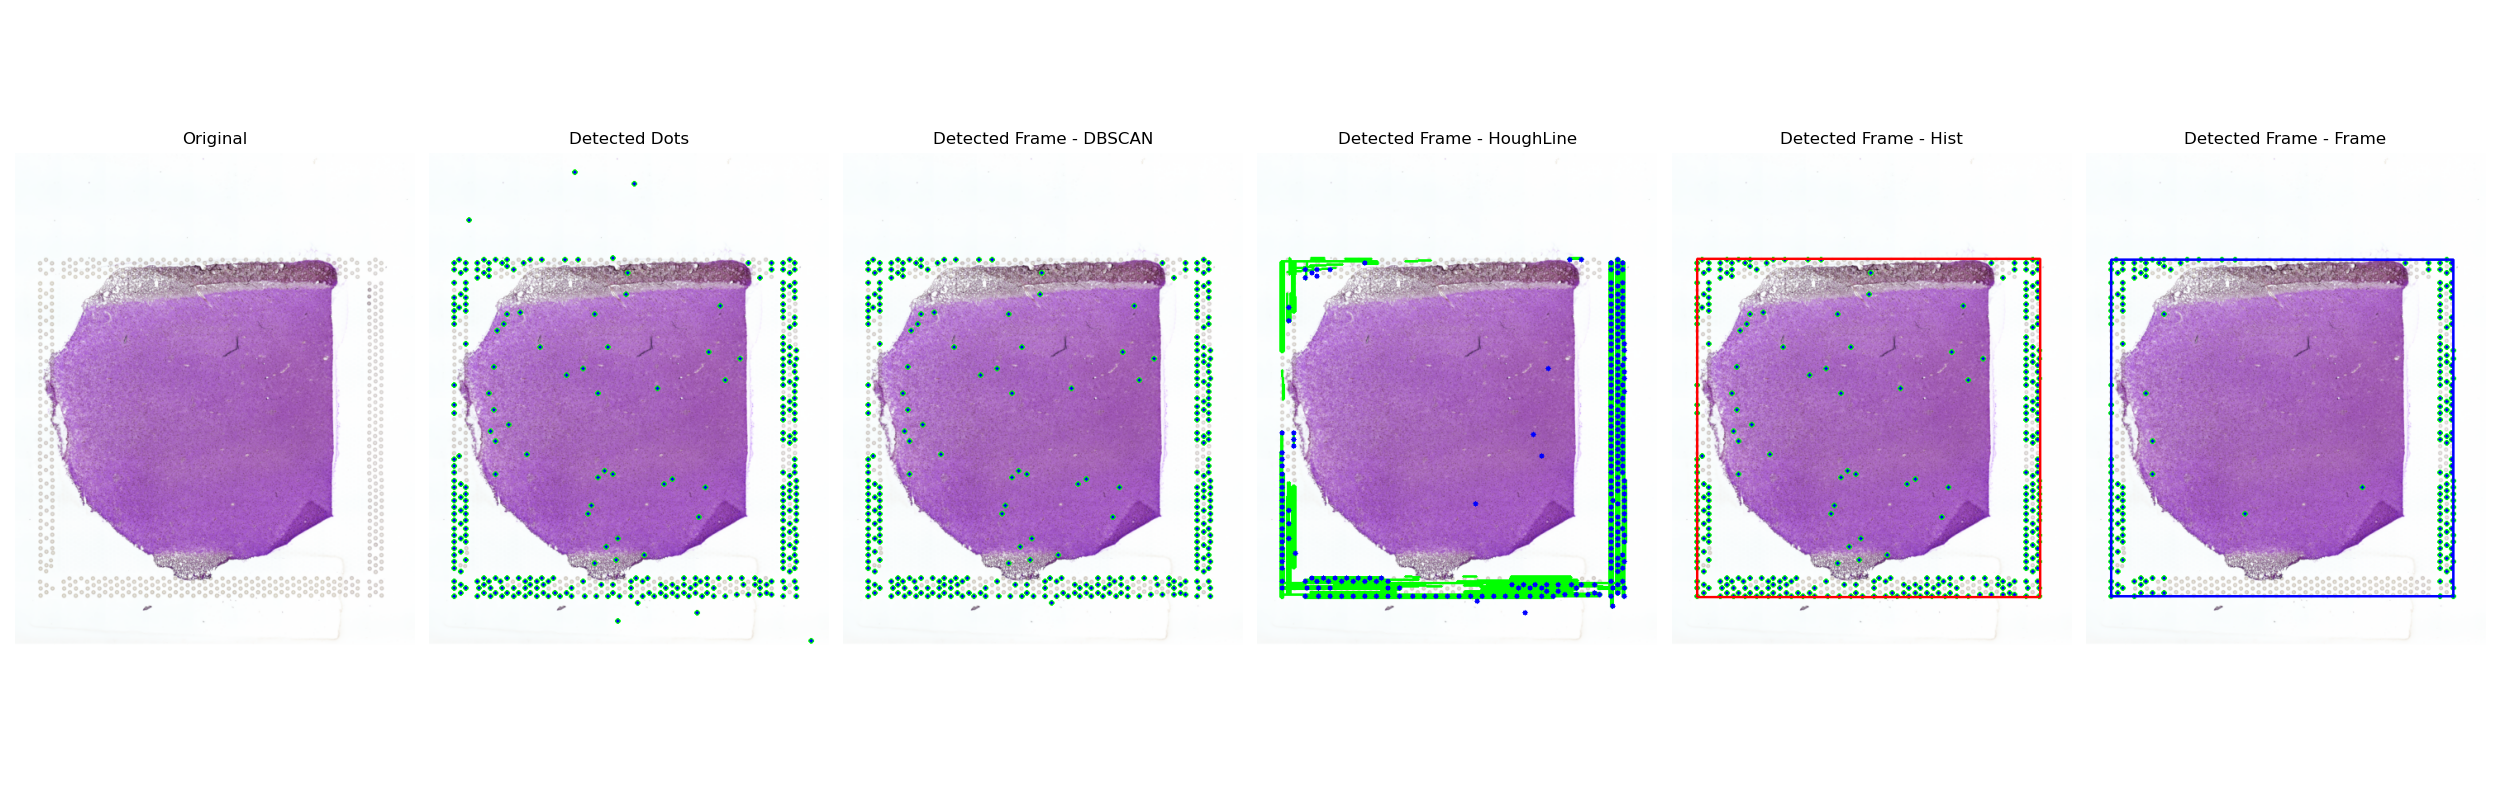 Original
Detected Dots
Detected Frame - DBSCAN
Detected Frame - HoughLine
Detected Frame - Hist
Detected Frame - Frame